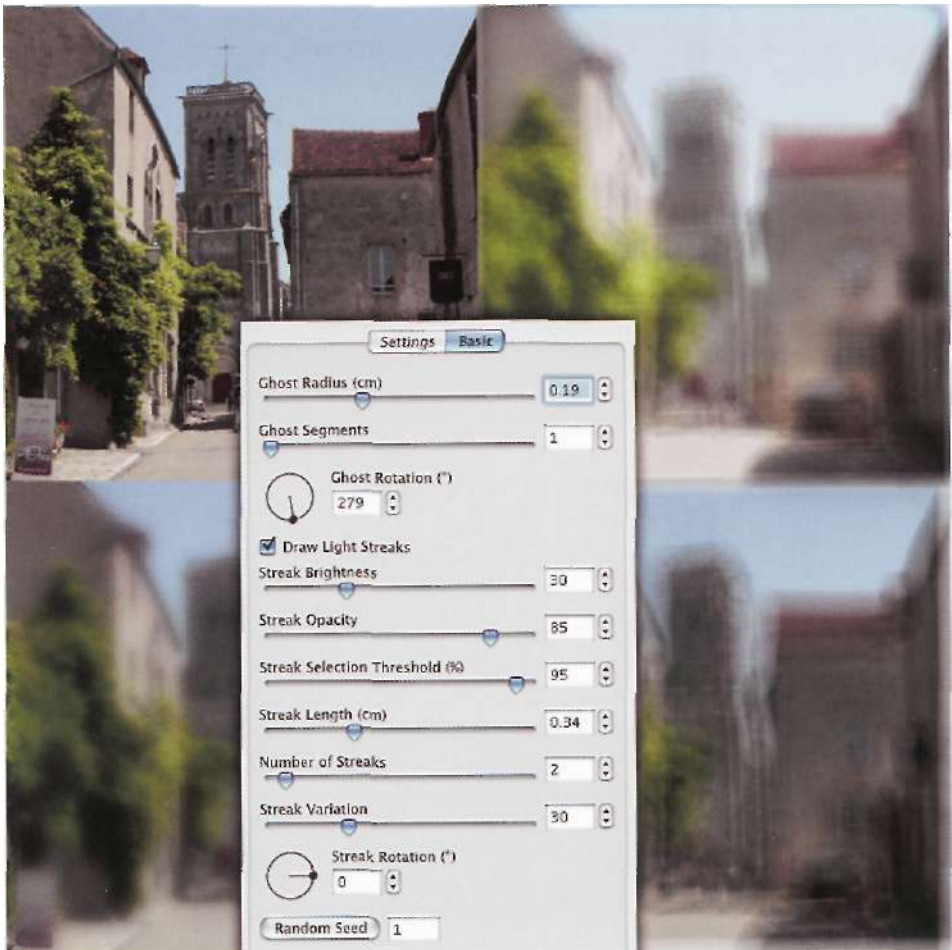 Settings Basic
Ghost Radius (cm)
0.19
Ghost Segments
1
Ghost Rotation (°)
279
Draw Light Streaks
Streak Brightness
30
Streak Opacity
85
Streak Selection Threshold (%)
95
Streak Length (cm)
0.34
Number of Streaks
2
Streak Variation
30
Streak Rotation (°)
0
Random Seed 1